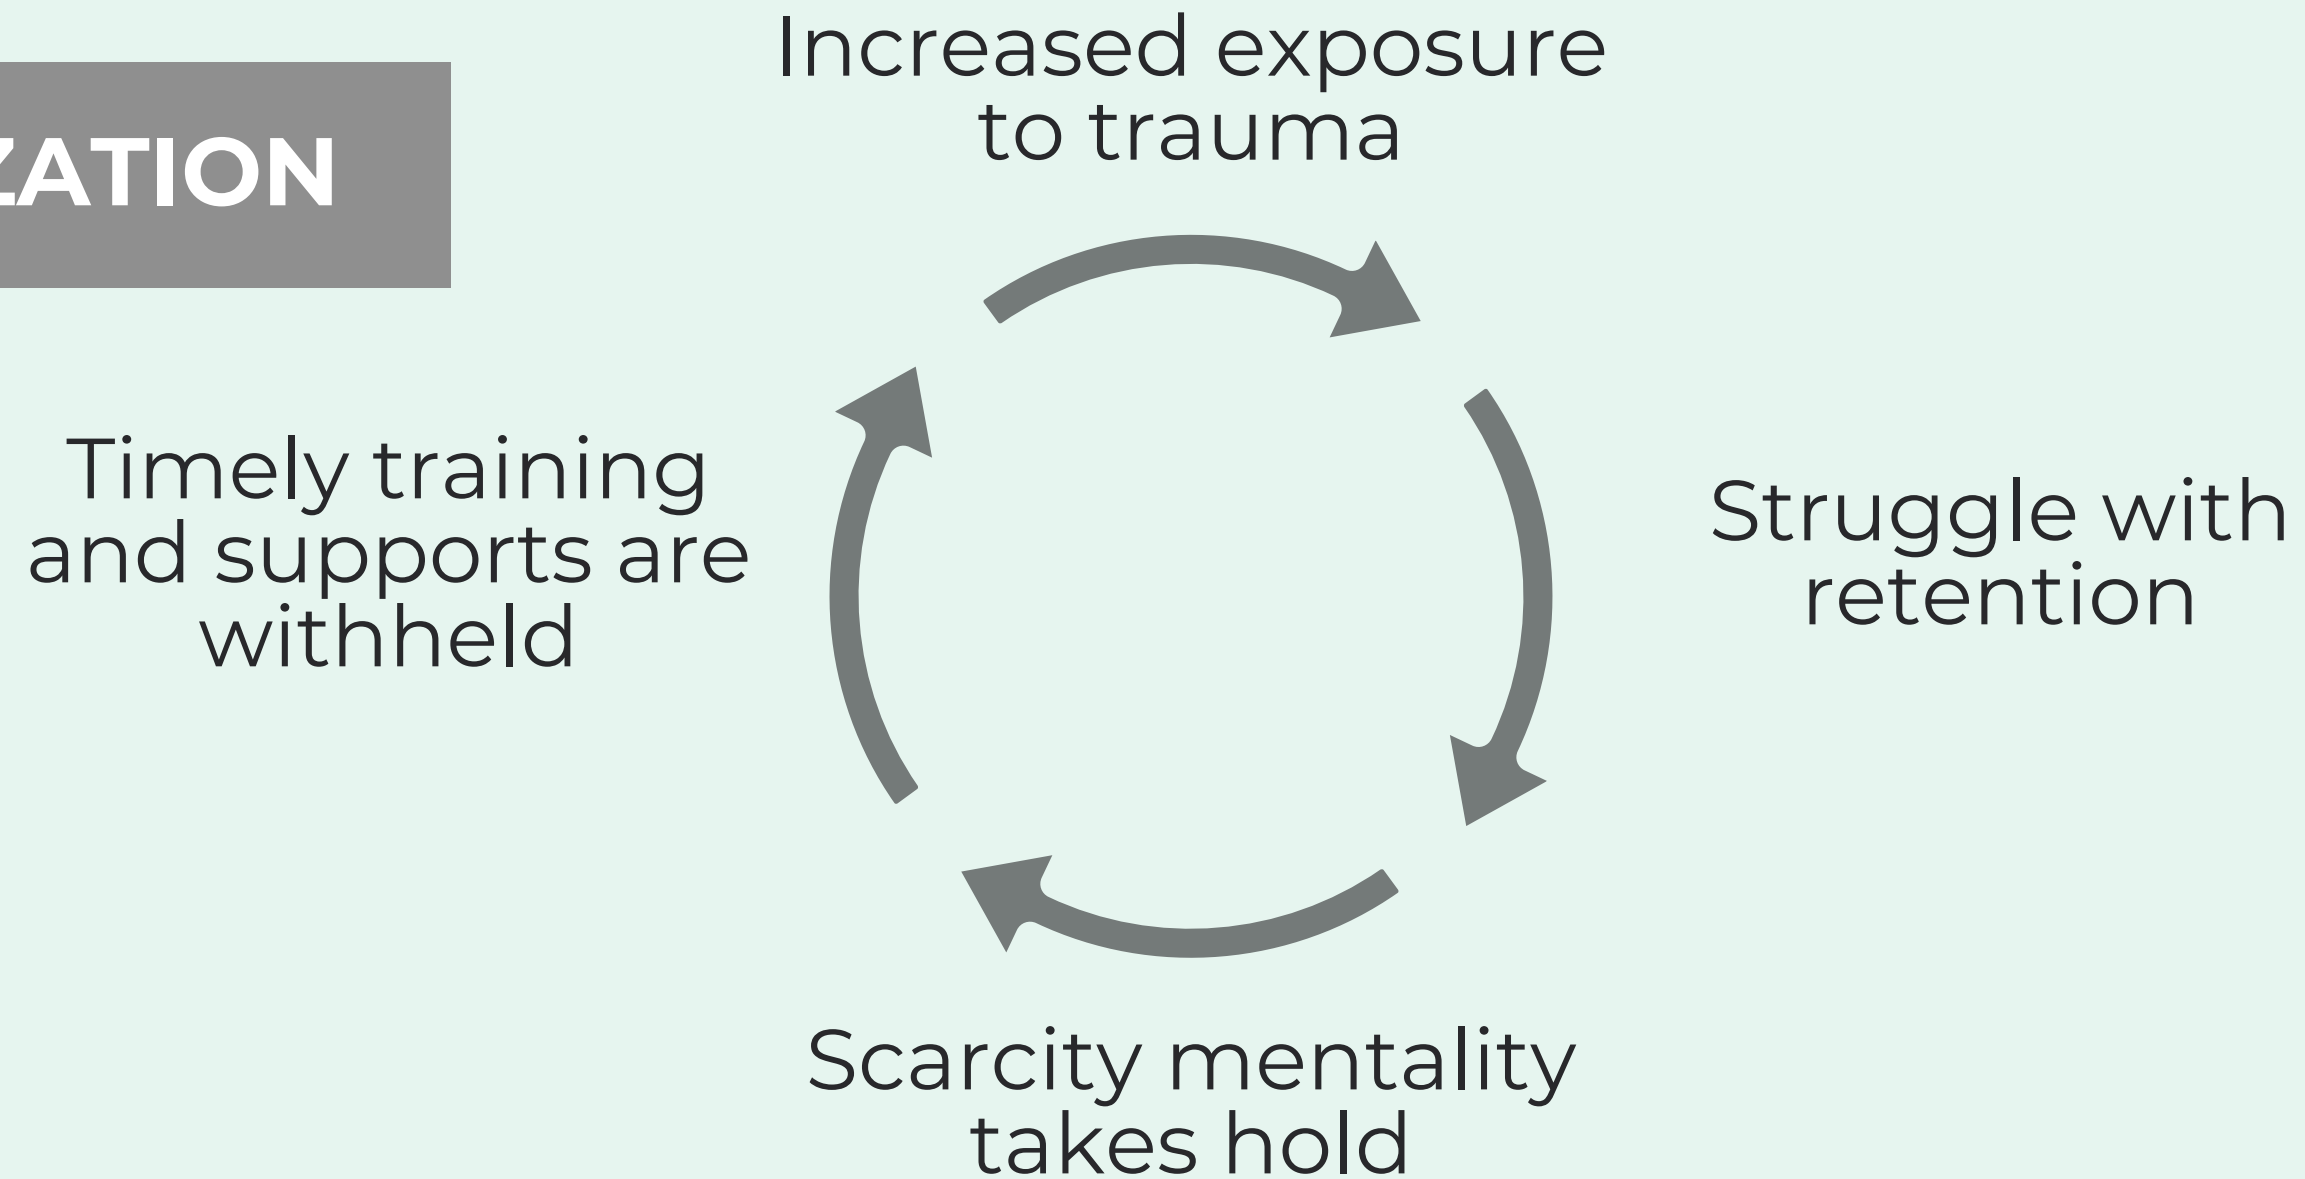 Increased exposure
to trauma
ZATION
Timely training
and supports are
withheld
Struggle with
retention
Scarcity mentality
takes hold